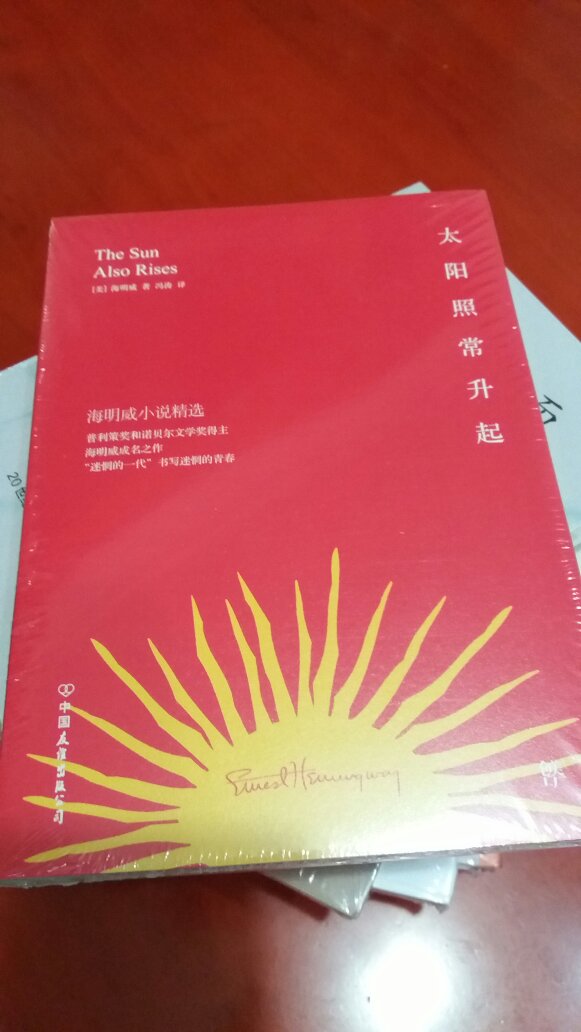 The Sun
Also Rises
[美] 海明威 著 冯涛 译
太阳照常升起
海明威小说精选
普利策奖和诺贝尔文学奖得主
海明威成名之作
“迷惘的一代”书写迷惘的青春
中国友谊出版公司
Ernest Hemingway
20世